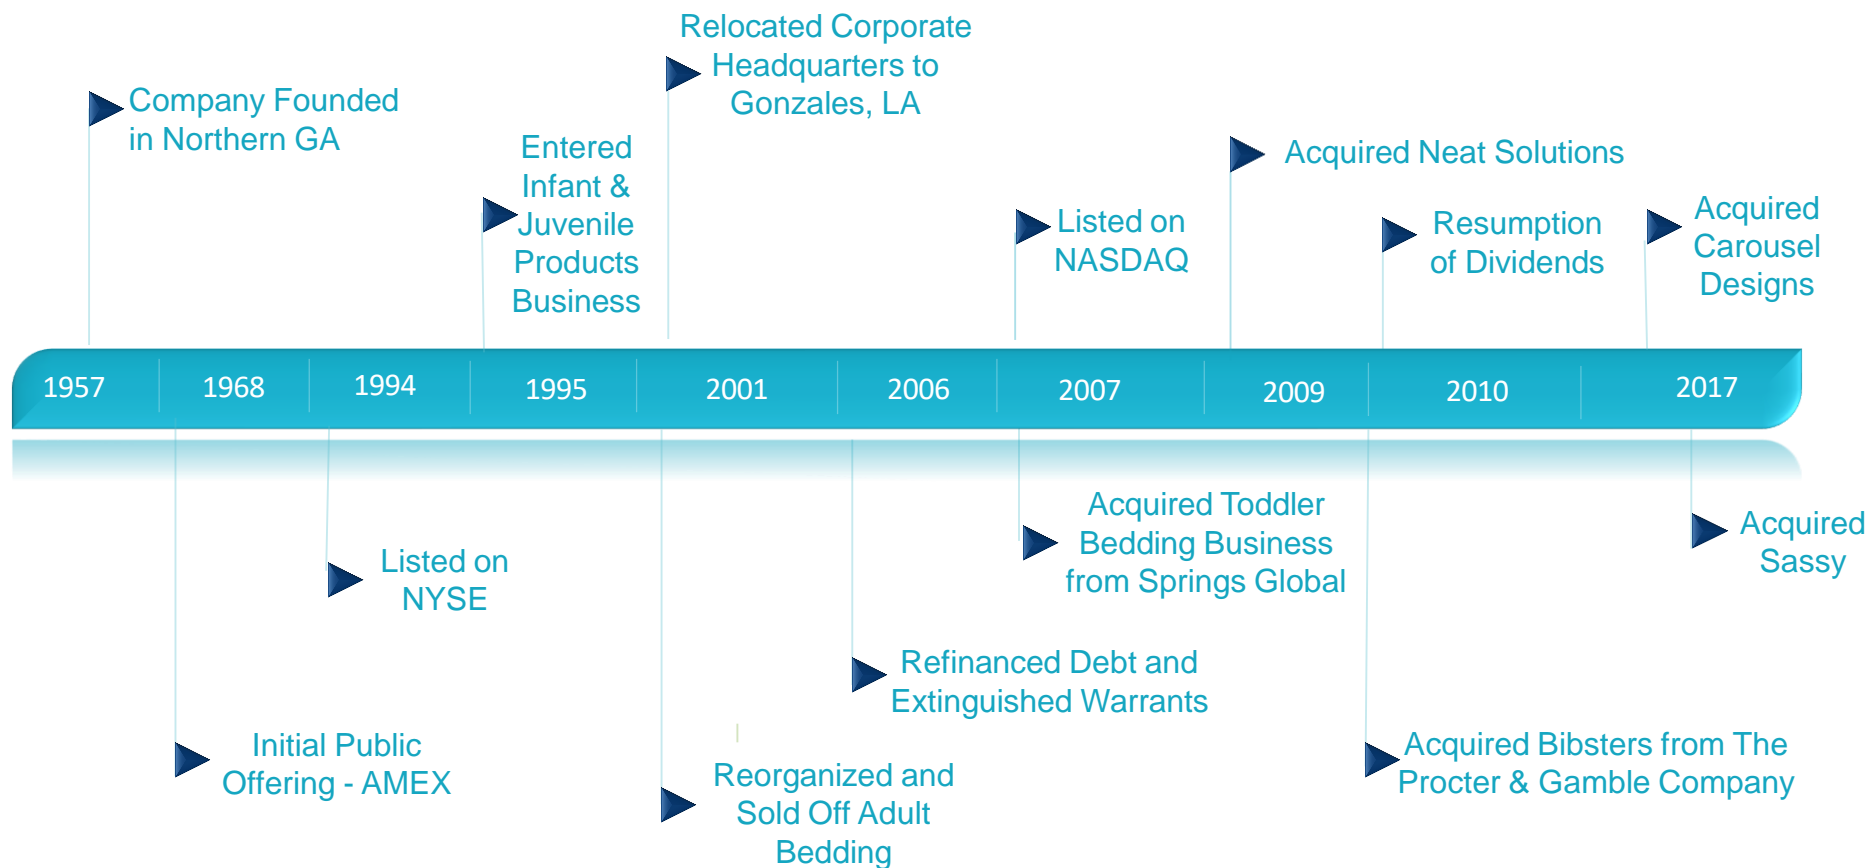 Relocated Corporate
Headquarters to
Gonzales, LA
Company Founded
in Northern GA
Entered
Infant &
Juvenile
Products
Business
Acquired Neat Solutions
Listed on
NASDAQ
Resumption
of Dividends
Acquired
Carousel
Designs
1957
1968
1994
1995
2001
2006
2007
2009
2010
2017
Listed on
NYSE
Acquired Toddler
Bedding Business
from Springs Global
Acquired
Sassy
Refinanced Debt and
Extinguished Warrants
Initial Public
Offering - AMEX
Reorganized and
Sold Off Adult
Bedding
Acquired Bibsters from The
Procter & Gamble Company